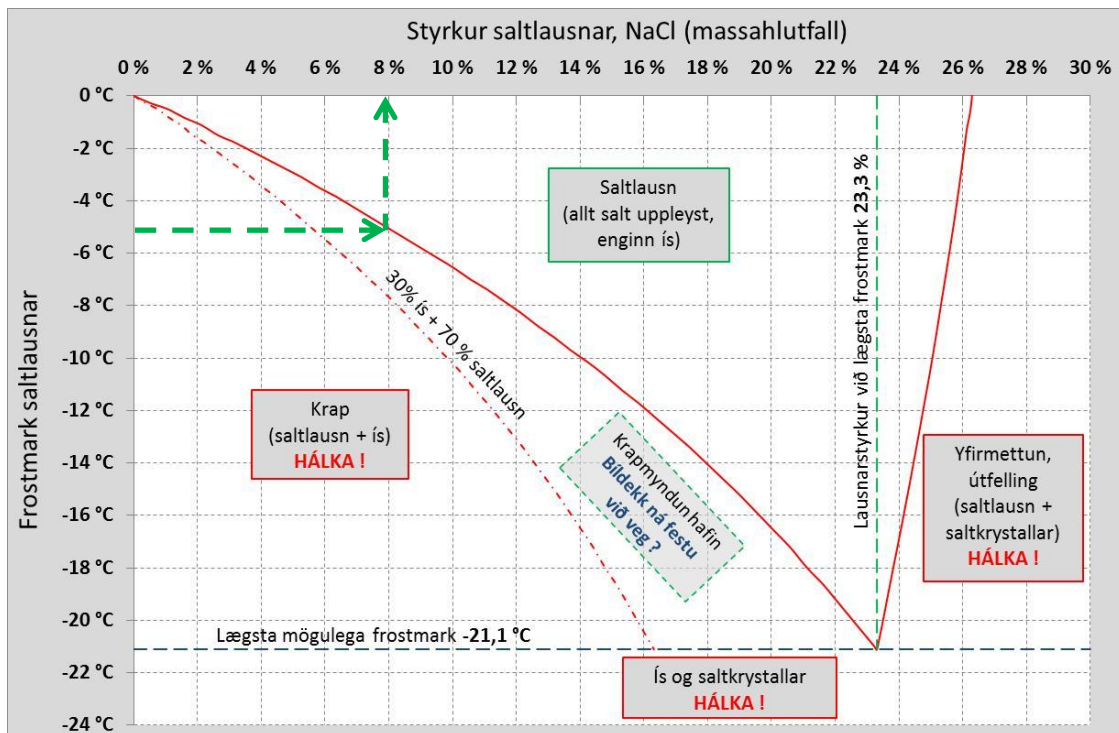 Styrkur saltlausnar, NaCl (massahlutfall)
0 % 2 % 4 % 6 % 8 % 10 % 12 % 14 % 16 % 18 % 20 % 22 % 24 % 26 % 28 % 30 %
Frostmark saltlausnar
0 °C
-2 °C
-4 °C
-6 °C
-8 °C
-10 °C
-12 °C
-14 °C
-16 °C
-18 °C
-20 °C
-22 °C
-24 °C
Saltlausn
(allt salt uppleyst,
enginn ís)
Lausnarstyrkur við lægsta frostmark 23,3 %
30% ís + 70 % saltlausn
Krap
(saltlausn + ís)
HÁLKA !
Krapmyndun hafin
Bíldekk ná festu
við veg ?
Yfirmettun,
útfelling
(saltlausn +
saltkrystallar)
HÁLKA !
Lægsta mögulega frostmark -21,1 °C
Ís og saltkrystallar
HÁLKA !